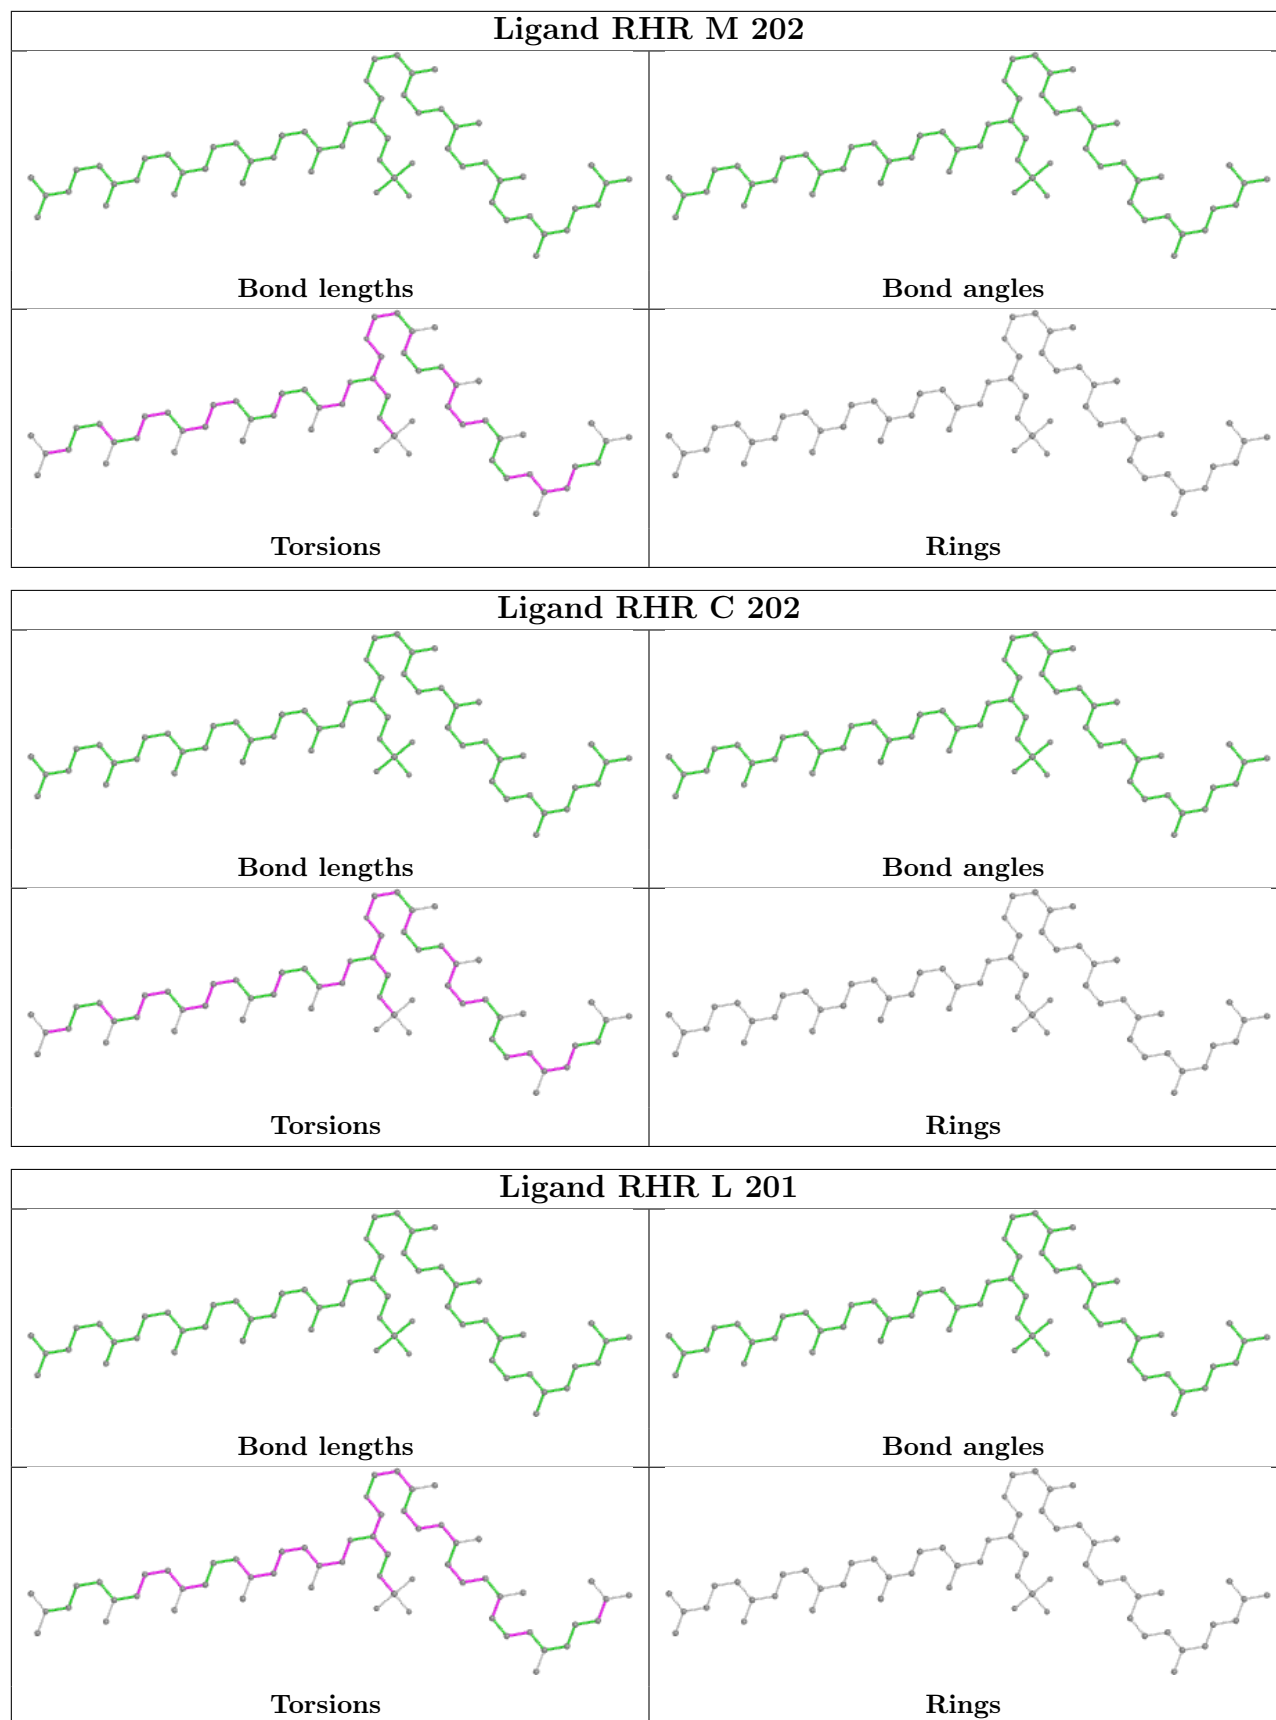 Ligand RHR M 202
Bond lengths
Bond angles
Torsions
Rings
Ligand RHR C 202
Bond lengths
Bond angles
Torsions
Rings
Ligand RHR L 201
Bond lengths
Bond angles
Torsions
Rings